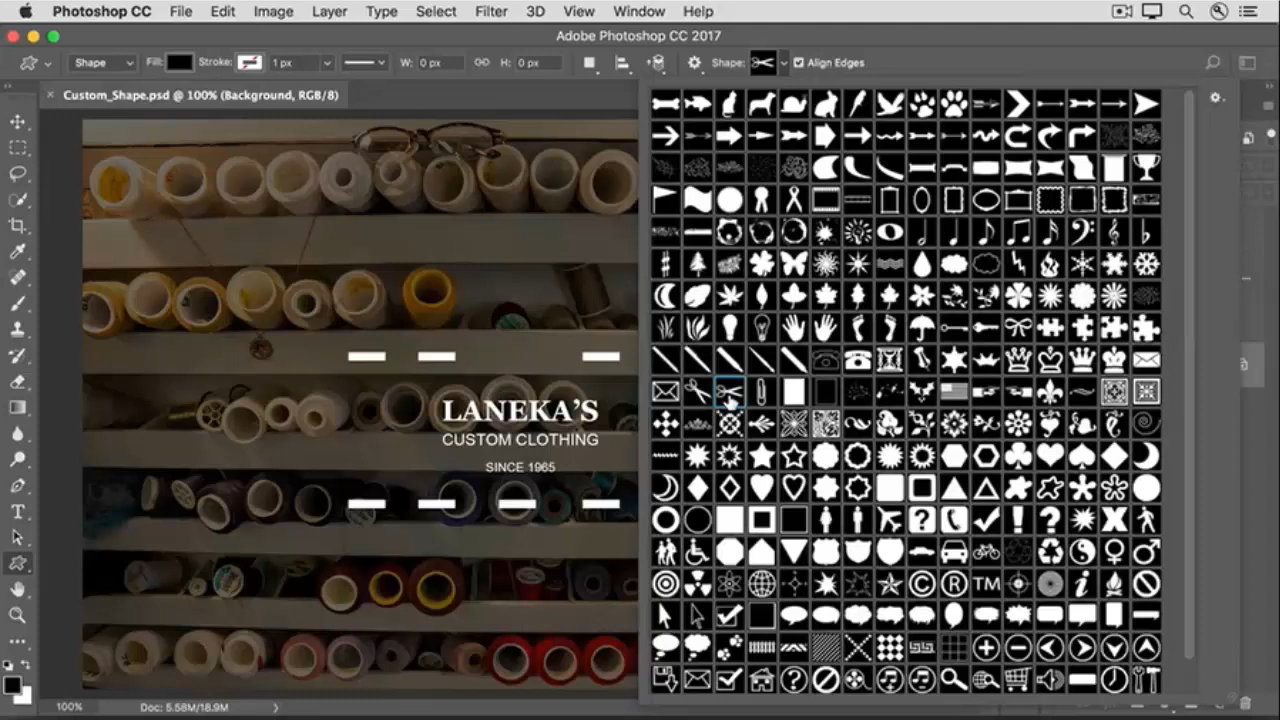 Photoshop CC File Edit Image Layer Type Select Filter 3D View Window Help
Adobe Photoshop CC 2017
Shape Fill: Stroke: 1 px W: 0 px H: 0 px Shape: Align Edges
× Custom_Shape.psd @ 100% (Background, RGB/8)
LANEKA'S
CUSTOM CLOTHING
SINCE 1965
TM
100% Doc: 5.58M/18.9M